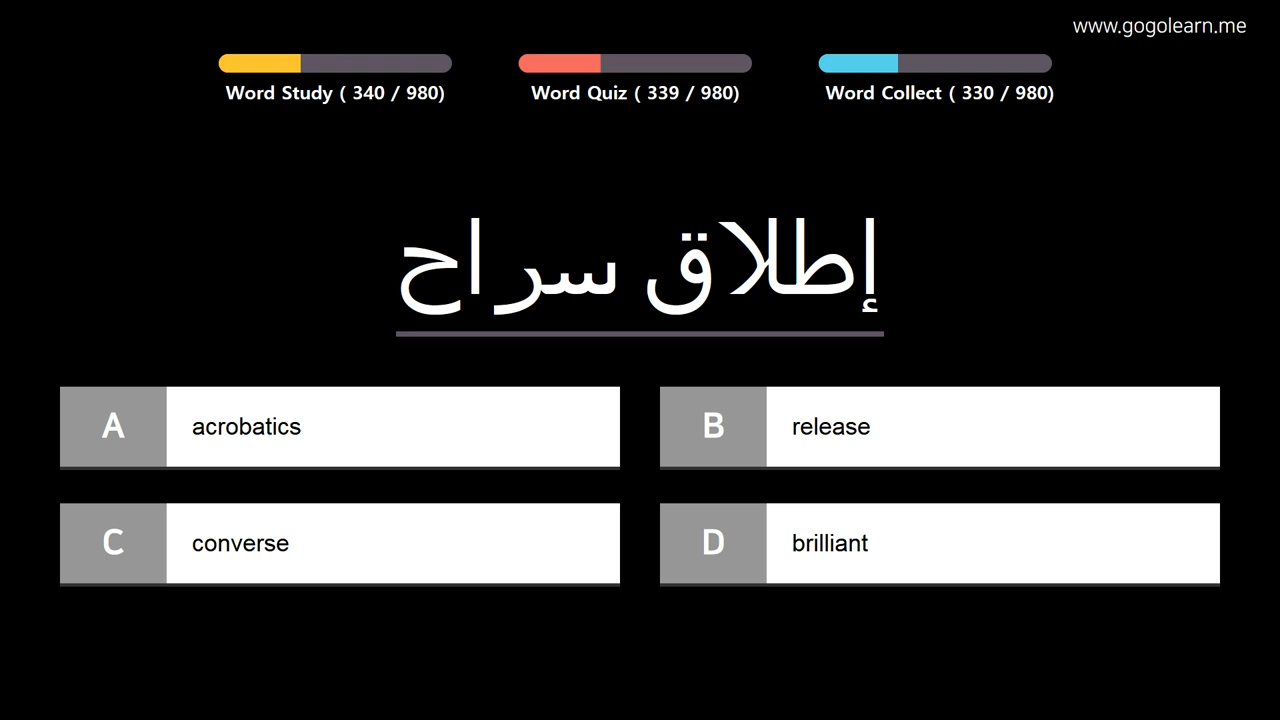 www.gogolearn.me
Word Study ( 340 / 980)
Word Quiz ( 339 / 980)
Word Collect ( 330 / 980)
إطلاق سراح
A acrobatics
B release
C converse
D brilliant